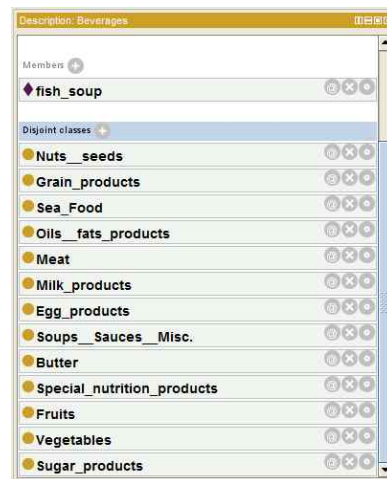 Description: Beverages
Members
fish_soup
Disjoint classes
Nuts__seeds
Grain_products
Sea_Food
Oils__fats_products
Meat
Milk_products
Egg_products
Soups__Sauces__Misc.
Butter
Special_nutrition_products
Fruits
Vegetables
Sugar_products